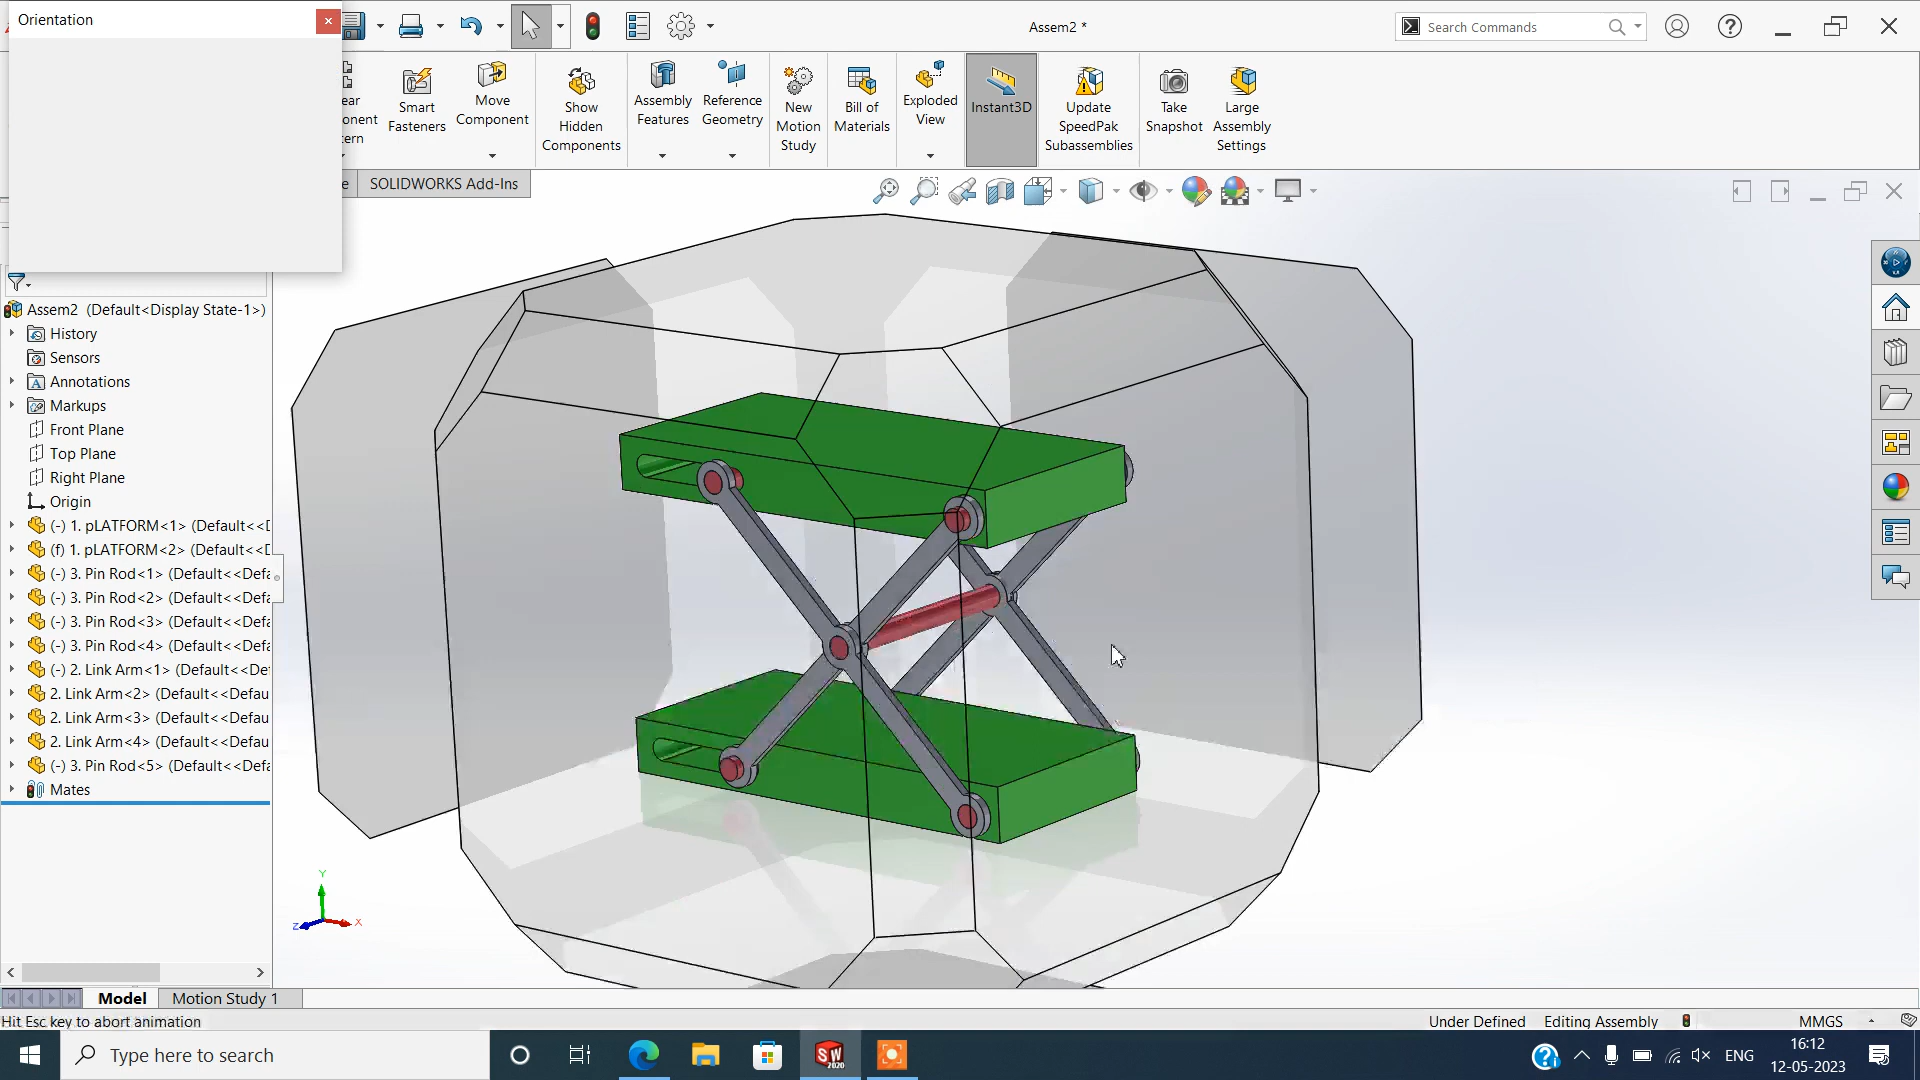 Orientation
Assem2 *
Search Commands
ear
onent
tern
Smart
Fasteners
Move
Component
Show
Hidden
Components
Assembly
Features
Reference
Geometry
New
Motion
Study
Bill of
Materials
Exploded
View
Instant3D
Update
SpeedPak
Subassemblies
Take
Snapshot
Large
Assembly
Settings
e
SOLIDWORKS Add-Ins
Assem2 (Default<Display State-1>)
History
Sensors
Annotations
Markups
Front Plane
Top Plane
Right Plane
Origin
(-) 1. pLATFORM<1> (Default<<D
(f) 1. pLATFORM<2> (Default<<D
(-) 3. Pin Rod<1> (Default<<Defa
(-) 3. Pin Rod<2> (Default<<Defa
(-) 3. Pin Rod<3> (Default<<Defa
(-) 3. Pin Rod<4> (Default<<Defa
(-) 2. Link Arm<1> (Default<<De
2. Link Arm<2> (Default<<Defau
2. Link Arm<3> (Default<<Defau
2. Link Arm<4> (Default<<Defau
(-) 3. Pin Rod<5> (Default<<Defa
Mates
Y
Z
X
Model
Motion Study 1
Hit Esc key to abort animation
Under Defined
Editing Assembly
MMGS
Type here to search
SW
2020
ENG
16:12
12-05-2023